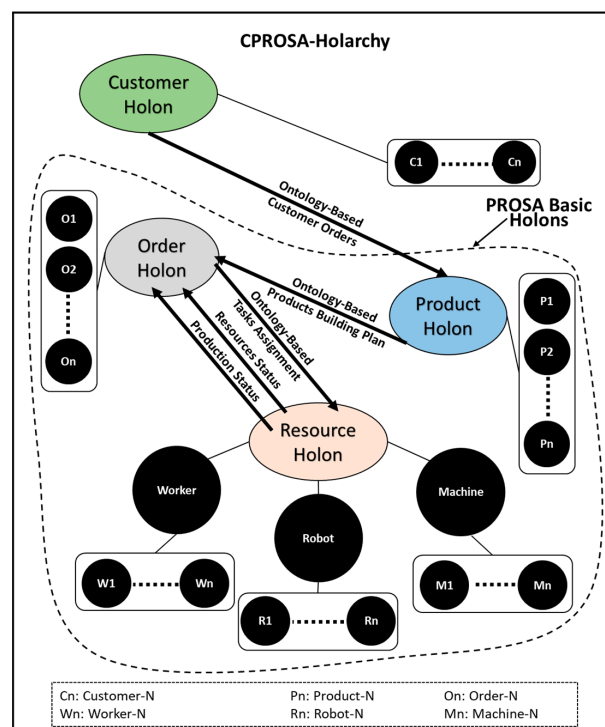 CPROSA-Holarchy
Customer
Holon
C1
Cn
Ontology-Based
Customer Orders
PROSA Basic
Holons
O1
O2
On
Order
Holon
Ontology-Based
Products Building Plan
Product
Holon
P1
P2
Pn
Ontology-Based
Tasks Assignment
Resources Status
Production Status
Resource
Holon
Worker
Robot
Machine
W1
Wn
R1
Rn
M1
Mn
Cn: Customer-N
Pn: Product-N
On: Order-N
Wn: Worker-N
Rn: Robot-N
Mn: Machine-N